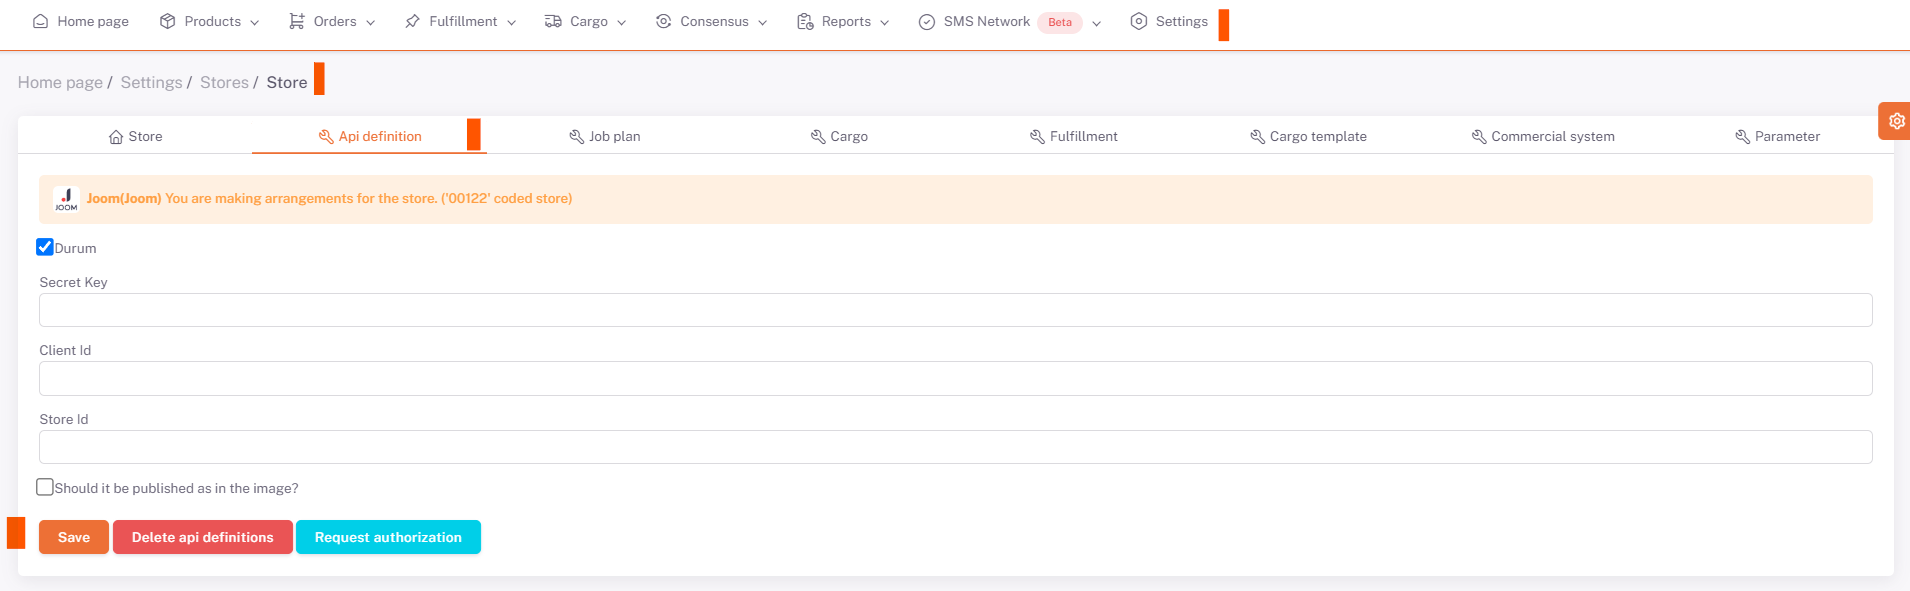 Home page Products Orders Fulfillment Cargo Consensus Reports SMS Network Beta Settings
Home page / Settings / Stores / Store
Store Api definition Job plan Cargo Fulfillment Cargo template Commercial system Parameter
JOOM Joom(Joom) You are making arrangements for the store. ('00122' coded store)
Durum
Secret Key
Client Id
Store Id
Should it be published as in the image?
Save Delete api definitions Request authorization